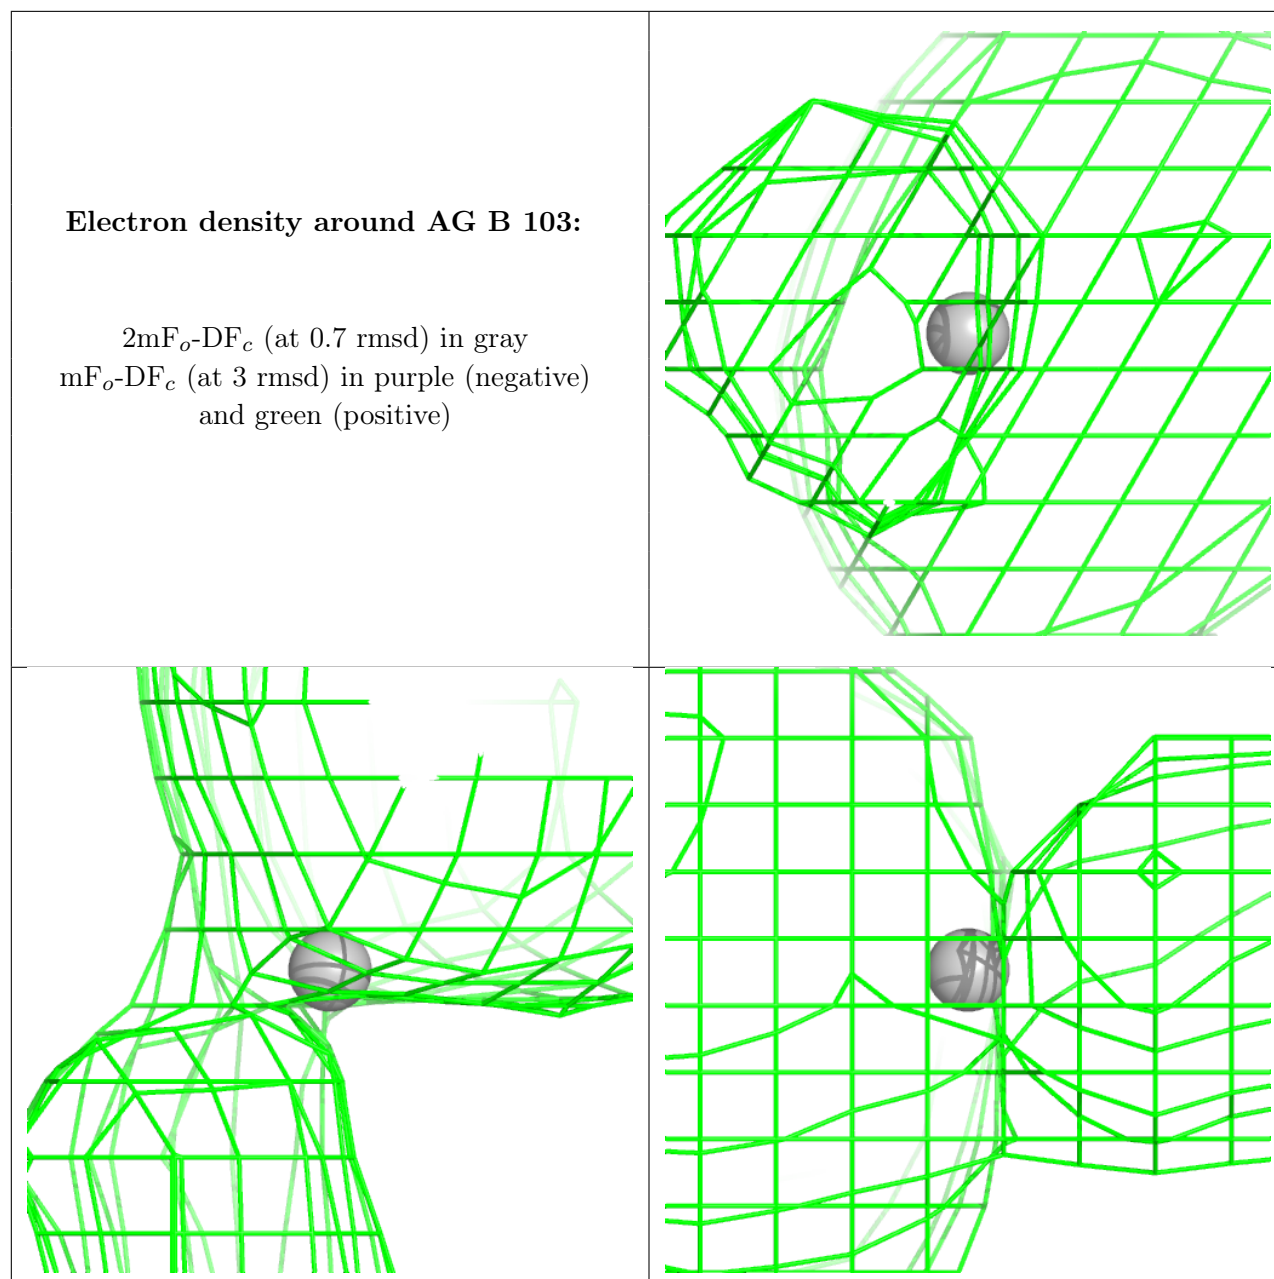 Electron density around AG B 103:
2mFo-DFc (at 0.7 rmsd) in gray
mFo-DFc (at 3 rmsd) in purple (negative)
and green (positive)